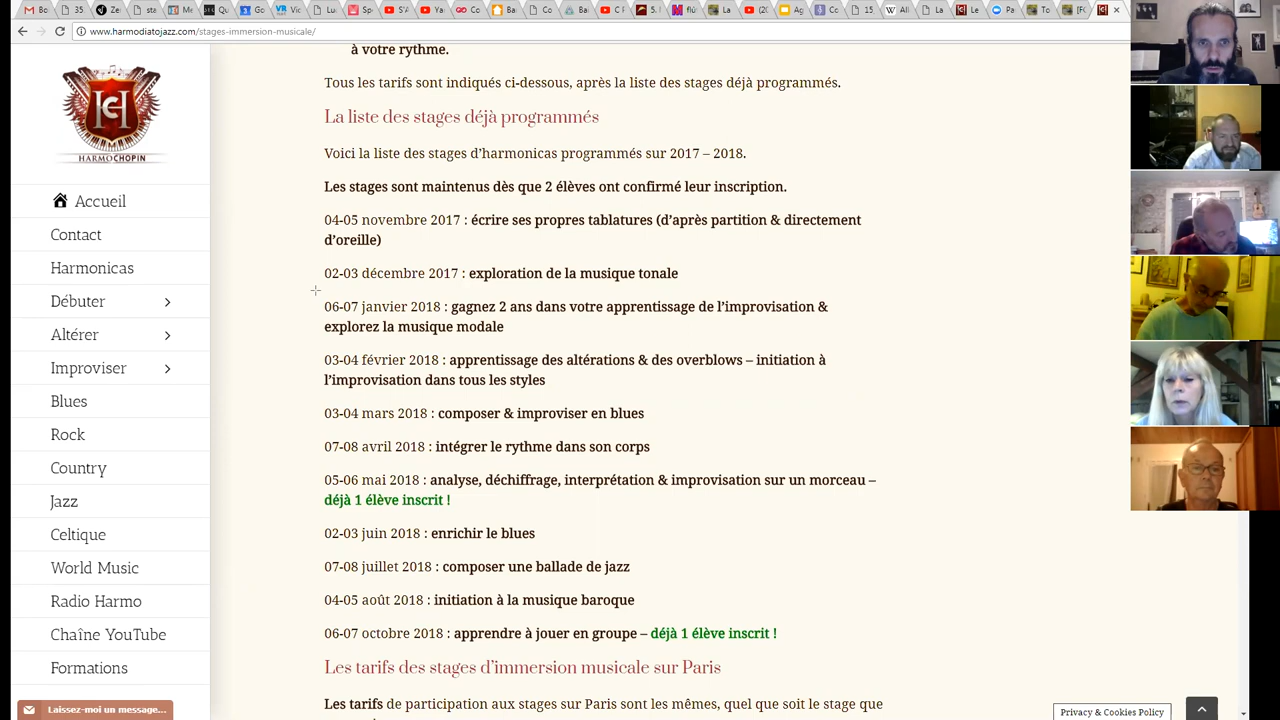 www.harmodiatojazz.com/stages-immersion-musicale/
HARMOCHOPIN
Accueil
Contact
Harmonicas
Débuter
Altérer
Improviser
Blues
Rock
Country
Jazz
Celtique
World Music
Radio Harmo
Chaîne YouTube
Formations
Laissez-moi un message...
à votre rythme.
Tous les tarifs sont indiqués ci-dessous, après la liste des stages déjà programmés.
La liste des stages déjà programmés
Voici la liste des stages d'harmonicas programmés sur 2017 – 2018.
Les stages sont maintenus dès que 2 élèves ont confirmé leur inscription.
04-05 novembre 2017 : écrire ses propres tablatures (d'après partition & directement
d'oreille)
02-03 décembre 2017 : exploration de la musique tonale
06-07 janvier 2018 : gagnez 2 ans dans votre apprentissage de l'improvisation &
explorez la musique modale
03-04 février 2018 : apprentissage des altérations & des overblows – initiation à
l'improvisation dans tous les styles
03-04 mars 2018 : composer & improviser en blues
07-08 avril 2018 : intégrer le rythme dans son corps
05-06 mai 2018 : analyse, déchiffrage, interprétation & improvisation sur un morceau –
déjà 1 élève inscrit !
02-03 juin 2018 : enrichir le blues
07-08 juillet 2018 : composer une ballade de jazz
04-05 août 2018 : initiation à la musique baroque
06-07 octobre 2018 : apprendre à jouer en groupe – déjà 1 élève inscrit !
Les tarifs des stages d'immersion musicale sur Paris
Les tarifs de participation aux stages sur Paris sont les mêmes, quel que soit le stage que
Privacy & Cookies Policy